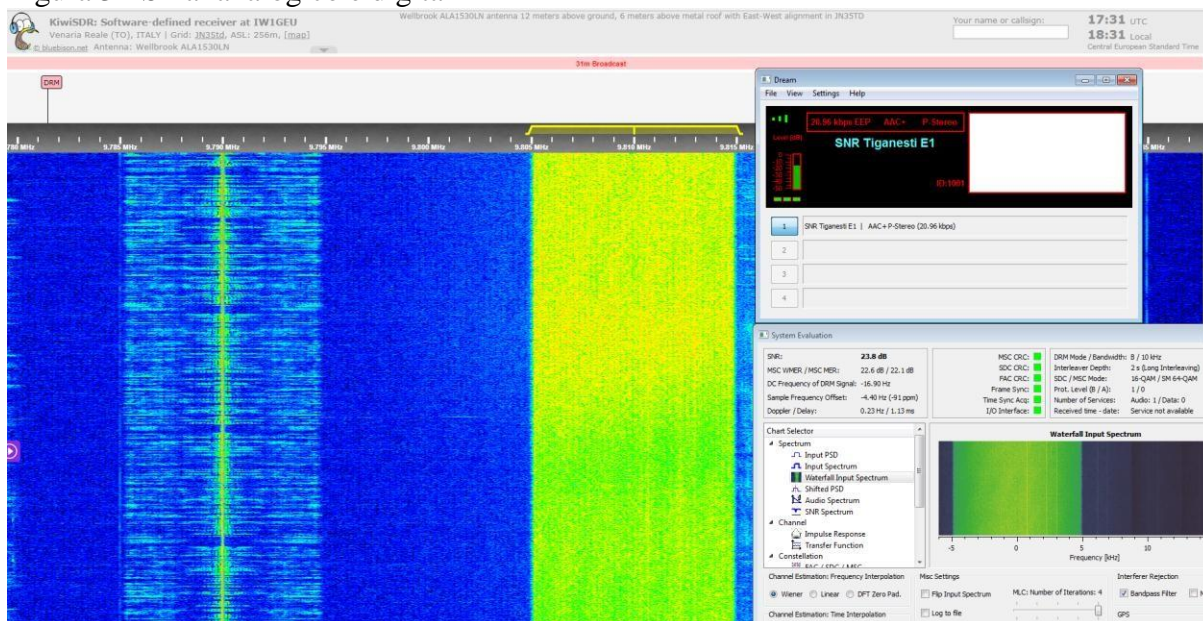 KiwiSDR: Software-defined receiver at IW1GEU
Venaria Reale (TO), ITALY | Grid: JN35td, ASL: 256m, [map]
© bluebison.net Antenna: Wellbrook ALA1530LN
Wellbrook ALA1530LN antenna 12 meters above ground, 6 meters above metal roof with East-West alignment in JN35TD
Your name or callsign:
17:31 UTC
18:31 Local
Central European Standard Time
31m Broadcast
DRM
9.785 MHz 9.790 MHz 9.795 MHz 9.800 MHz 9.805 MHz 9.810 MHz 9.815 MHz
Dream
File View Settings Help
Level [dB]
20.96 kbps EEP AAC+ P-Stereo
SNR Tiganesti E1
1 SNR Tiganesti E1 | AAC+ P-Stereo (20.96 kbps)
2
3
4
System Evaluation
SNR: 23.8 dB
MSC WMER / MSC MER: 22.6 dB / 22.1 dB
DC Frequency of DRM Signal: -16.90 Hz
Sample Frequency Offset: -4.40 Hz (-91 ppm)
Doppler / Delay: 0.23 Hz / 1.13 ms
MSC CRC:
SDC CRC:
FAC CRC:
Frame Sync:
Time Sync Acq:
I/O Interface:
DRM Mode / Bandwidth: B / 10 kHz
Interleaver Depth: 2 s (Long Interleaving)
SDC / MSC Mode: 16-QAM / SM 64-QAM
Prot. Level (B / A): 1 / 0
Number of Services: Audio: 1 / Data: 0
Received time - date: Service not available
Chart Selector
Spectrum
Input PSD
Input Spectrum
Waterfall Input Spectrum
Shifted PSD
Audio Spectrum
SNR Spectrum
Channel
Impulse Response
Transfer Function
Constellation
FAC / SDC / MSC
Waterfall Input Spectrum
-5 0 5 10
Frequency [kHz]
Channel Estimation: Frequency Interpolation
Wiener Linear DFT Zero Pad.
Channel Estimation: Time Interpolation
Misc Settings
Flip Input Spectrum
Log to file
MLC: Number of Iterations: 4
Interferer Rejection
Bandpass Filter
GPS